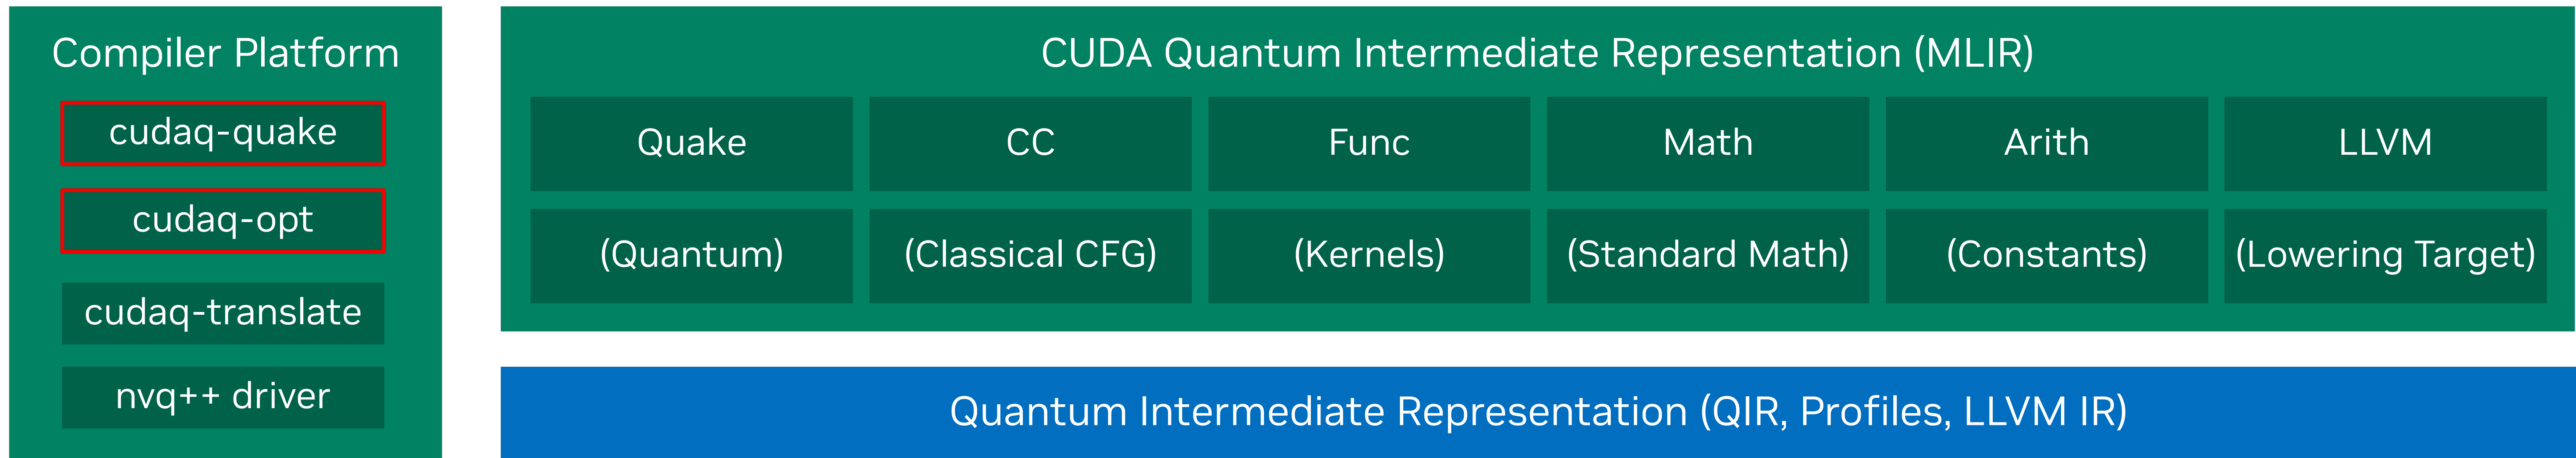 Compiler Platform
cudaq-quake
cudaq-opt
cudaq-translate
nvq++ driver
CUDA Quantum Intermediate Representation (MLIR)
Quake
CC
Func
Math
Arith
LLVM
(Quantum)
(Classical CFG)
(Kernels)
(Standard Math)
(Constants)
(Lowering Target)
Quantum Intermediate Representation (QIR, Profiles, LLVM IR)